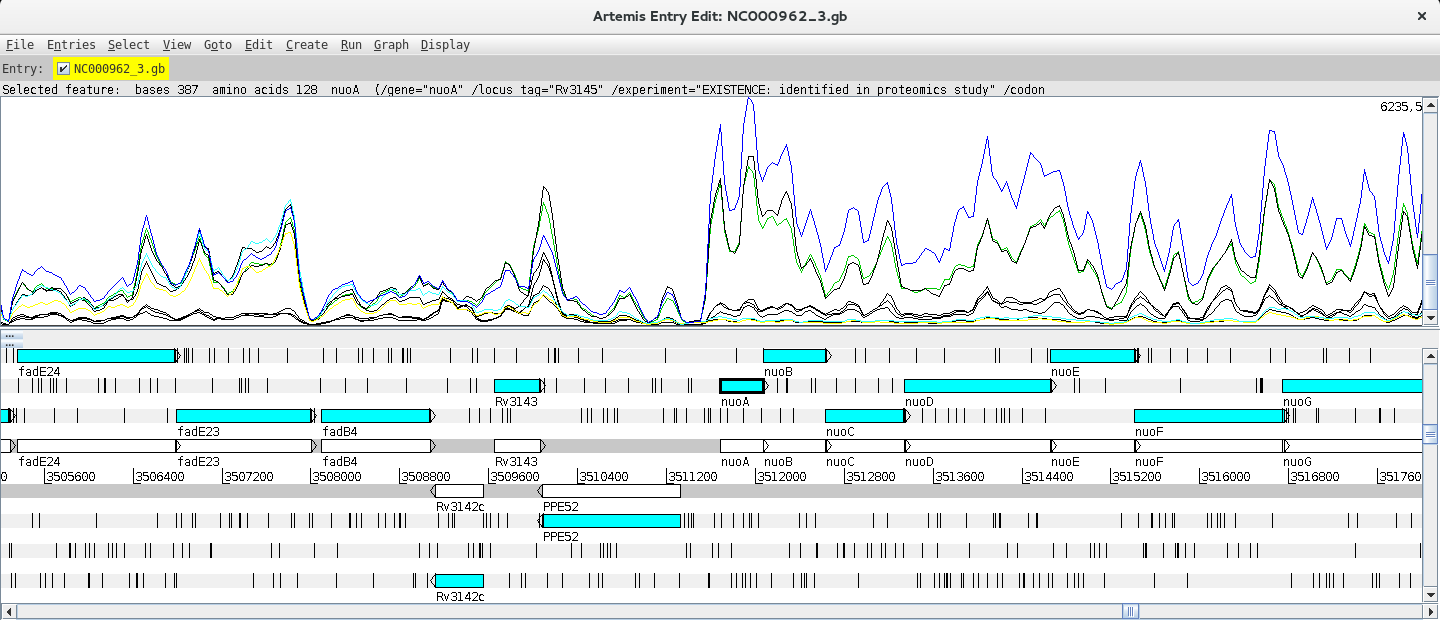 Artemis Entry Edit: NC000962_3.gb ×
File Entries Select View Goto Edit Create Run Graph Display
Entry: NC000962_3.gb
Selected feature: bases 387 amino acids 128 nuoA (/gene="nuoA" /locus tag="Rv3145" /experiment="EXISTENCE: identified in proteomics study" /codon
6235,5
nuoB nuoE
fadE24
Rv3143 nuoA nuoD nuoG
fadE23 fadB4 nuoC nuoF
fadE24 fadE23 fadB4 Rv3143 nuoA nuoB nuoC nuoD nuoE nuoF nuoG
0 3505600 3506400 3507200 3508000 3508800 3509600 3510400 3511200 3512000 3512800 3513600 3514400 3515200 3516000 3516800 351760
Rv3142c PPE52
PPE52
Rv3142c